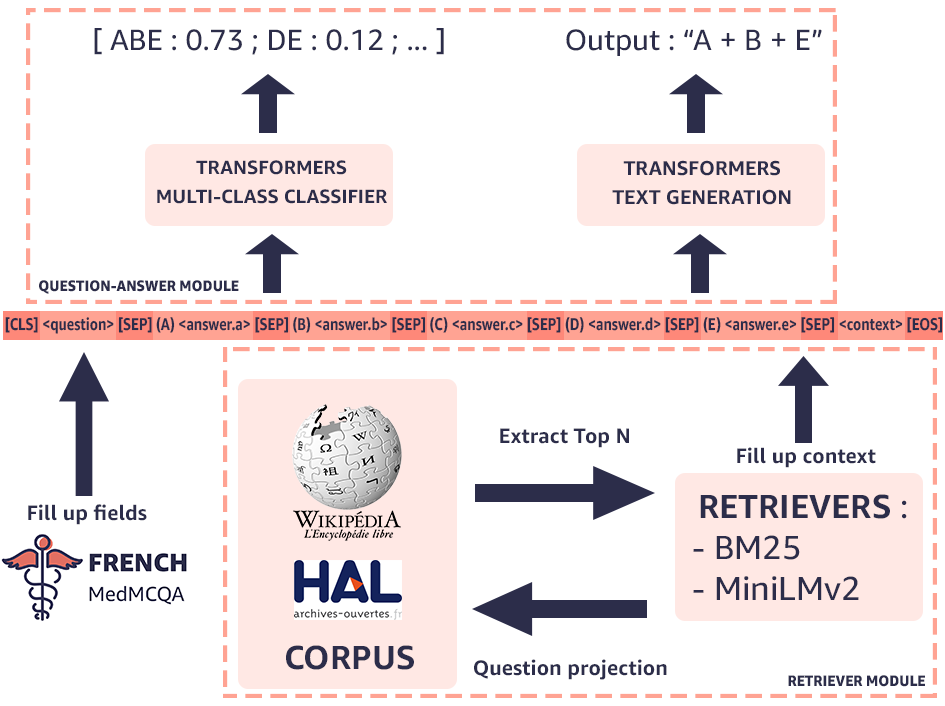 [ ABE : 0.73 ; DE : 0.12 ; ... ]
Output : “A + B + E”
TRANSFORMERS
MULTI-CLASS CLASSIFIER
TRANSFORMERS
TEXT GENERATION
QUESTION-ANSWER MODULE
[CLS] <question> [SEP] (A) <answer.a> [SEP] (B) <answer.b> [SEP] (C) <answer.c> [SEP] (D) <answer.d> [SEP] (E) <answer.e> [SEP] <context> [EOS]
Fill up fields
FRENCH
MedMCQA
Ω
W
И
祖
WIKIPÉDIA
L'Encyclopédie libre
HAL
archives-ouvertes.fr
CORPUS
Extract Top N
Question projection
Fill up context
RETRIEVERS :
- BM25
- MiniLMv2
RETRIEVER MODULE